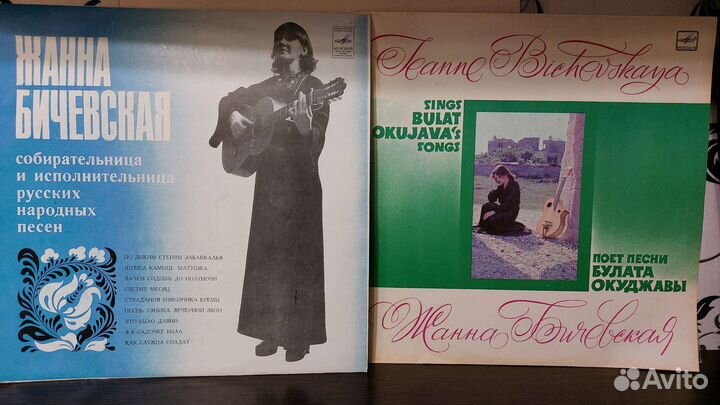 ЖАННА
БИЧЕВСКАЯ
собирательница
и исполнительница
русских
народных
песен
ПО ДИКИМ СТЕПЯМ ЗАБАЙКАЛЬЯ
ШУМЕЛ КАМЫШ. МАТУШКА
ЗАЧЕМ СИДИШЬ ДО ПОЛУНОЧИ
СВЕТИТ МЕСЯЦ
СТРАДАНИЯ ИЗВОЗЧИКА ЕРЕМЫ
ПЕСНЬ УЗНИКА. ВЕЧЕРНИЙ ЗВОН
ЭТО БЫЛО ДАВНО
Я В САДОЧКЕ БЫЛА
КАК СЛУЖИЛ СОЛДАТ
МЕЛОДИЯ
Jeanne Bichevskaya
SINGS
BULAT
OKUJAVA's
SONGS
ПОЕТ ПЕСНИ
БУЛАТА
ОКУДЖАВЫ
Жанна Бичевская
Avito